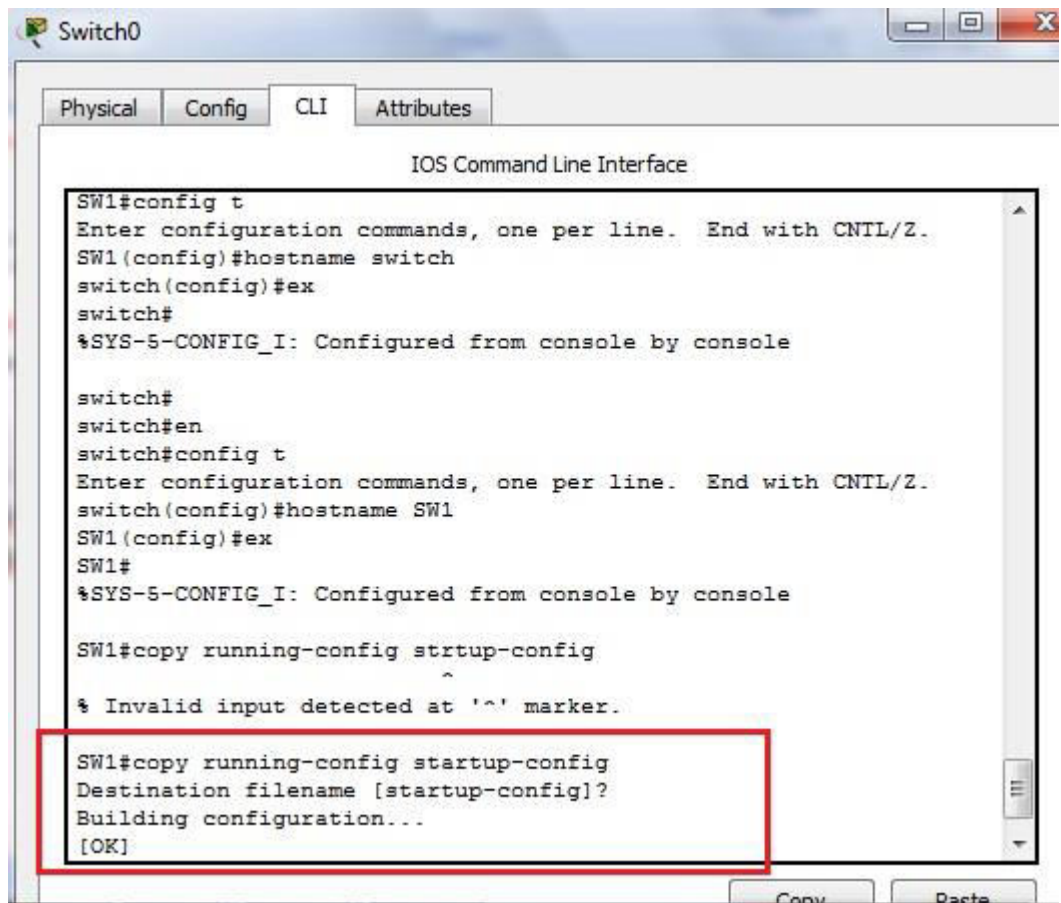 Switch0
Physical Config CLI Attributes
IOS Command Line Interface
SW1#config t
Enter configuration commands, one per line.  End with CNTL/Z.
SW1(config)#hostname switch
switch(config)#ex
switch#
%SYS-5-CONFIG_I: Configured from console by console
switch#
switch#en
switch#config t
Enter configuration commands, one per line.  End with CNTL/Z.
switch(config)#hostname SW1
SW1(config)#ex
SW1#
%SYS-5-CONFIG_I: Configured from console by console
SW1#copy running-config strtup-config
^
% Invalid input detected at '^' marker.
SW1#copy running-config startup-config
Destination filename [startup-config]?
Building configuration...
[OK]
Copy Paste